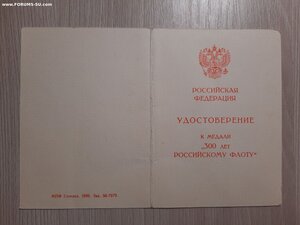 www.FORUMS-SU.com
РОССИЙСКАЯ
ФЕДЕРАЦИЯ
УДОСТОВЕРЕНИЕ
К МЕДАЛИ
„300 ЛЕТ
РОССИЙСКОМУ ФЛОТУ“